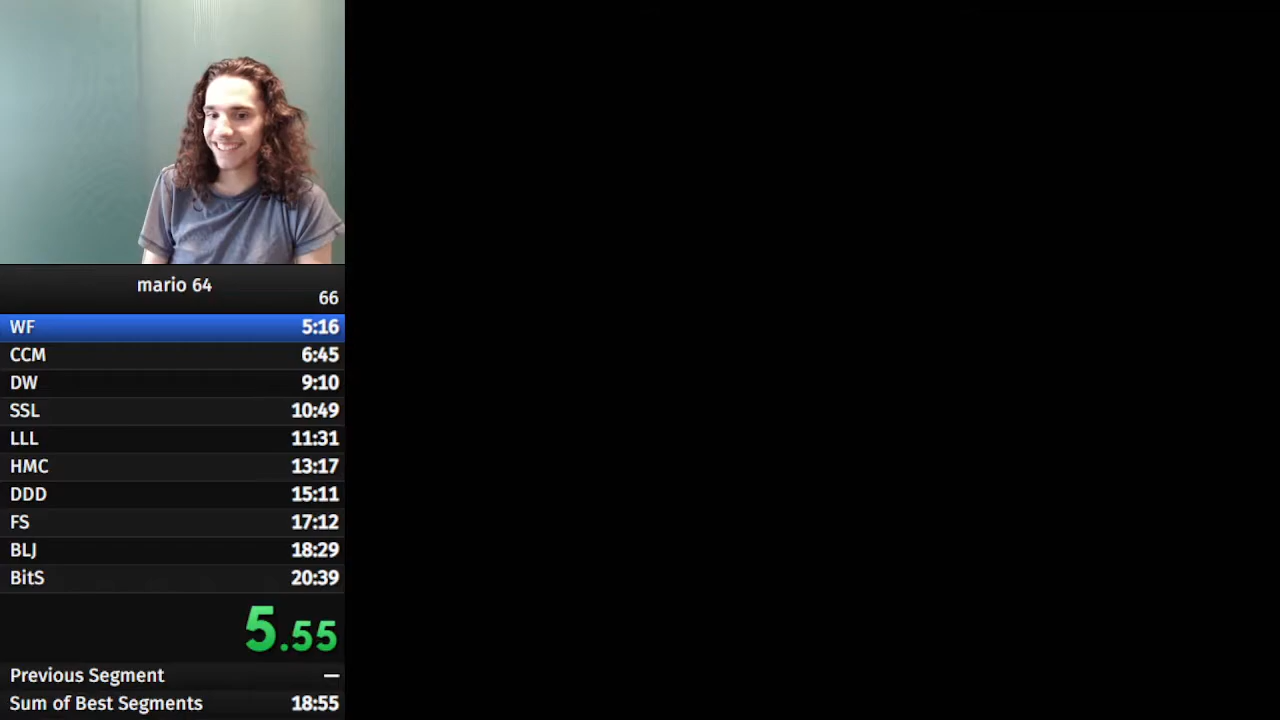 mario 64
66
WF 5:16
CCM 6:45
DW 9:10
SSL 10:49
LLL 11:31
HMC 13:17
DDD 15:11
FS 17:12
BLJ 18:29
BitS 20:39
5.55
Previous Segment —
Sum of Best Segments 18:55